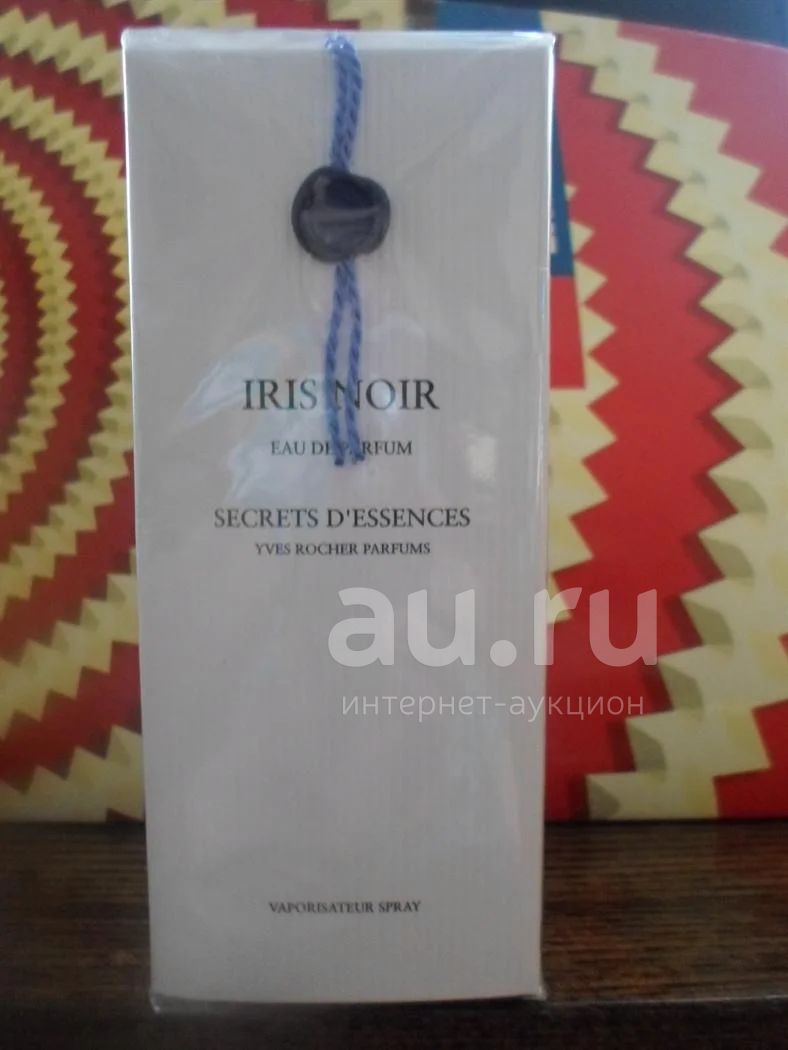 IRIS NOIR
EAU DE PARFUM
SECRETS D'ESSENCES
YVES ROCHER PARFUMS
au.ru
интернет-аукцион
VAPORISATEUR SPRAY